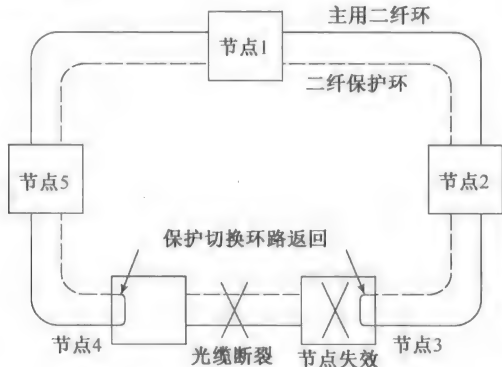 主用二纤环
节点1
二纤保护环
节点5
节点2
保护切换环路返回
节点4
光缆断裂
节点失效
节点3